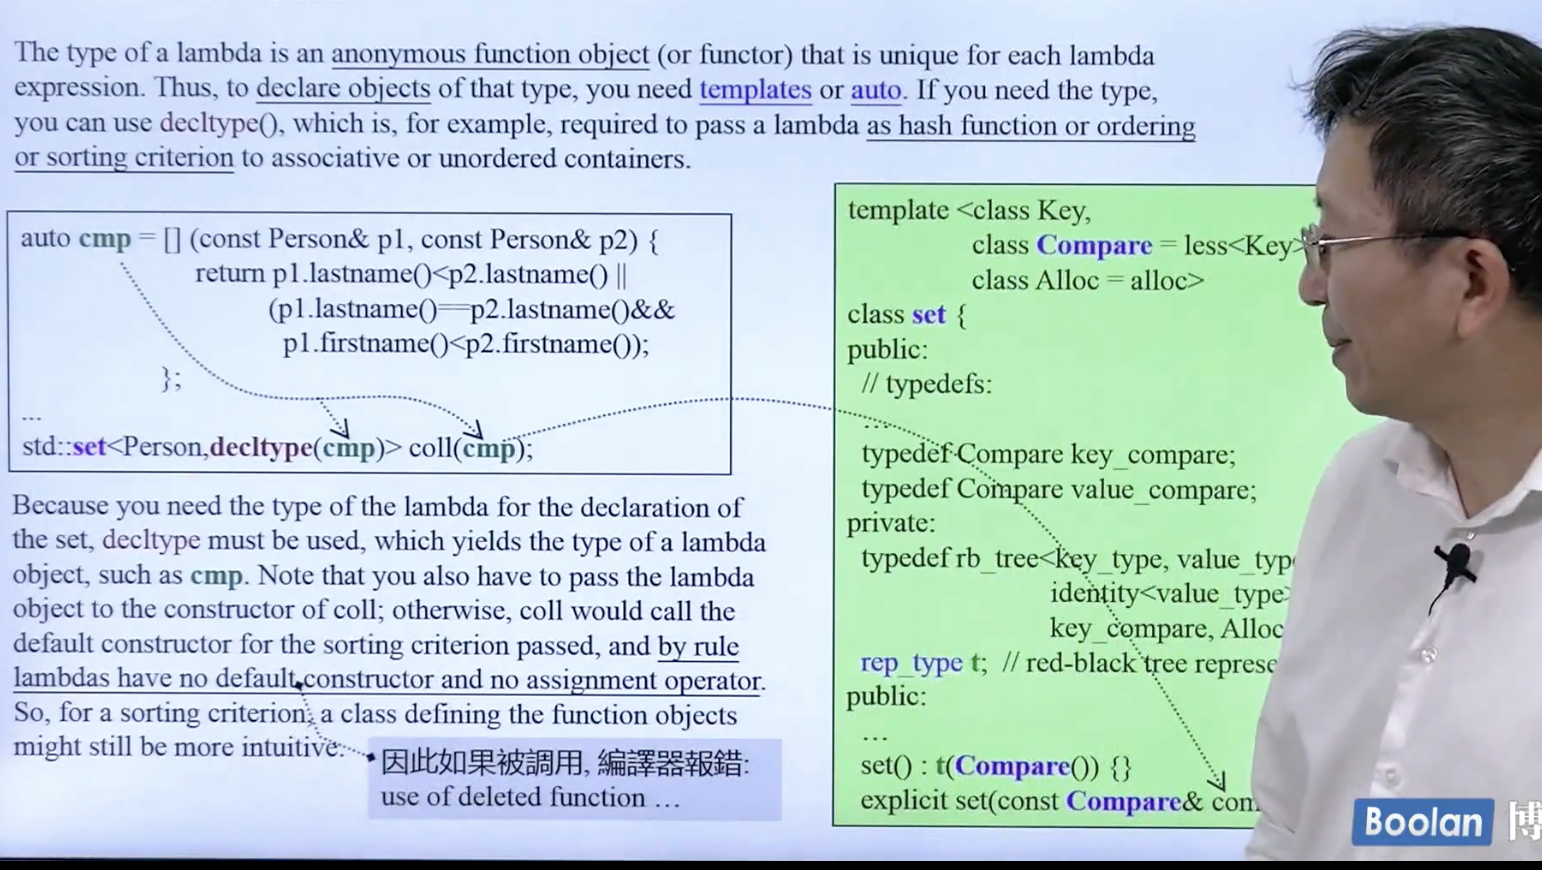 The type of a lambda is an anonymous function object (or functor) that is unique for each lambda
expression. Thus, to declare objects of that type, you need templates or auto. If you need the type,
you can use decltype(), which is, for example, required to pass a lambda as hash function or ordering
or sorting criterion to associative or unordered containers.
auto cmp = [] (const Person& p1, const Person& p2) {
return p1.lastname()<p2.lastname() ||
(p1.lastname()==p2.lastname()&&
p1.firstname()<p2.firstname());
};
...
std::set<Person,decltype(cmp)> coll(cmp);
Because you need the type of the lambda for the declaration of
the set, decltype must be used, which yields the type of a lambda
object, such as cmp. Note that you also have to pass the lambda
object to the constructor of coll; otherwise, coll would call the
default constructor for the sorting criterion passed, and by rule
lambdas have no default constructor and no assignment operator.
So, for a sorting criterion, a class defining the function objects
might still be more intuitive.
因此如果被調用, 編譯器報錯:
use of deleted function ...
template <class Key,
class Compare = less<Key>
class Alloc = alloc>
class set {
public:
// typedefs:
...
typedef Compare key_compare;
typedef Compare value_compare;
private:
typedef rb_tree<key_type, value_typ
identity<value_type>
key_compare, Alloc
rep_type t; // red-black tree represe
public:
...
set() : t(Compare()) {}
explicit set(const Compare& com
Boolan 博